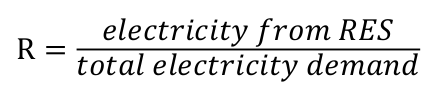 R = electricity from RES
total electricity demand